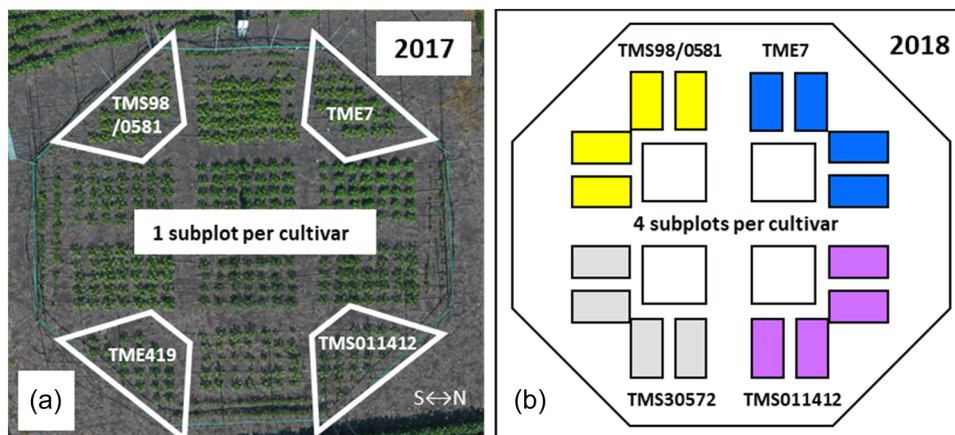 2017
TMS98
/0581
TME7
1 subplot per cultivar
TME419
TMS011412
(a)
S↔N
2018
TMS98/0581 TME7
4 subplots per cultivar
TMS30572 TMS011412
(b)